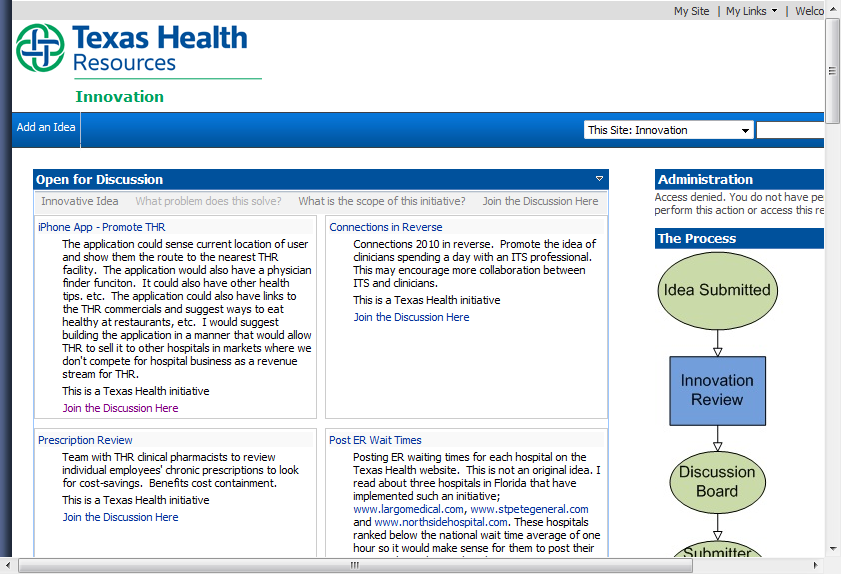 My Site | My Links | Welco
Texas Health
Resources
Innovation
Add an Idea
This Site: Innovation
Open for Discussion
Innovative Idea What problem does this solve? What is the scope of this initiative? Join the Discussion Here
iPhone App - Promote THR
The application could sense current location of user
and show them the route to the nearest THR
facility. The application would also have a physician
finder funciton. It could also have other health
tips. etc. The application could also have links to
the THR commercials and suggest ways to eat
healthy at restaurants, etc. I would suggest
building the application in a manner that would allow
THR to sell it to other hospitals in markets where we
don't compete for hospital business as a revenue
stream for THR.
This is a Texas Health initiative
Join the Discussion Here
Connections in Reverse
Connections 2010 in reverse. Promote the idea of
clinicians spending a day with an ITS professional.
This may encourage more collaboration between
ITS and clinicians.
This is a Texas Health initiative
Join the Discussion Here
Prescription Review
Team with THR clinical pharmacists to review
individual employees' chronic prescriptions to look
for cost-savings. Benefits cost containment.
This is a Texas Health initiative
Join the Discussion Here
Post ER Wait Times
Posting ER waiting times for each hospital on the
Texas Health website. This is not an original idea. I
read about three hospitals in Florida that have
implemented such an initiative;
www.largomedical.com, www.stpetegeneral.com
and www.northsidehospital.com. These hospitals
ranked below the national wait time average of one
hour so it would make sense for them to post their
Administration
Access denied. You do not have pe
perform this action or access this re
The Process
Idea Submitted
Innovation
Review
Discussion
Board
Submitter